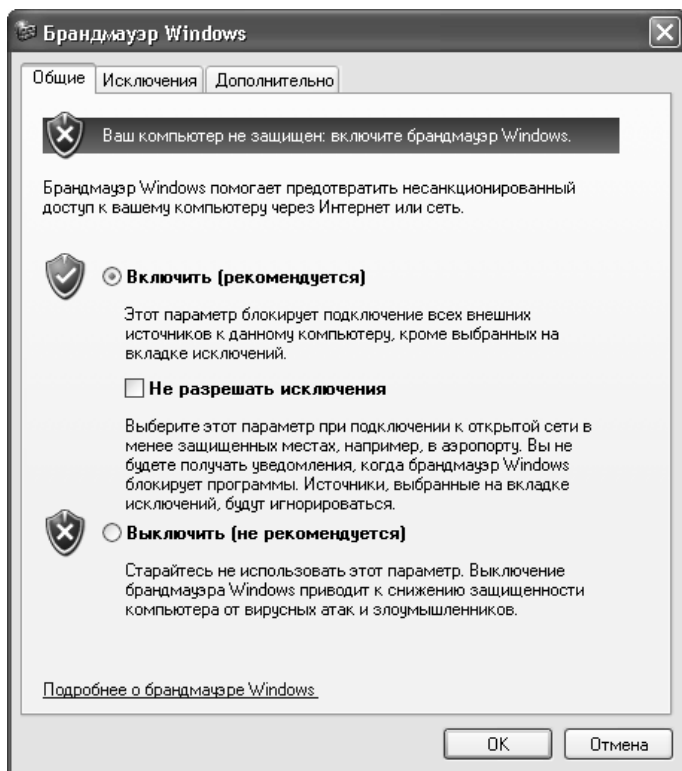 Брандмауэр Windows
Общие Исключения Дополнительно
Ваш компьютер не защищен: включите брандмауэр Windows.
Брандмауэр Windows помогает предотвратить несанкционированный
доступ к вашему компьютеру через Интернет или сеть.
Включить (рекомендуется)
Этот параметр блокирует подключение всех внешних
источников к данному компьютеру, кроме выбранных на
вкладке исключений.
Не разрешать исключения
Выберите этот параметр при подключении к открытой сети в
менее защищенных местах, например, в аэропорту. Вы не
будете получать уведомления, когда брандмауэр Windows
блокирует программы. Источники, выбранные на вкладке
исключений, будут игнорироваться.
Выключить (не рекомендуется)
Старайтесь не использовать этот параметр. Выключение
брандмауэра Windows приводит к снижению защищенности
компьютера от вирусных атак и злоумышленников.
Подробнее о брандмауэре Windows
ОК Отмена